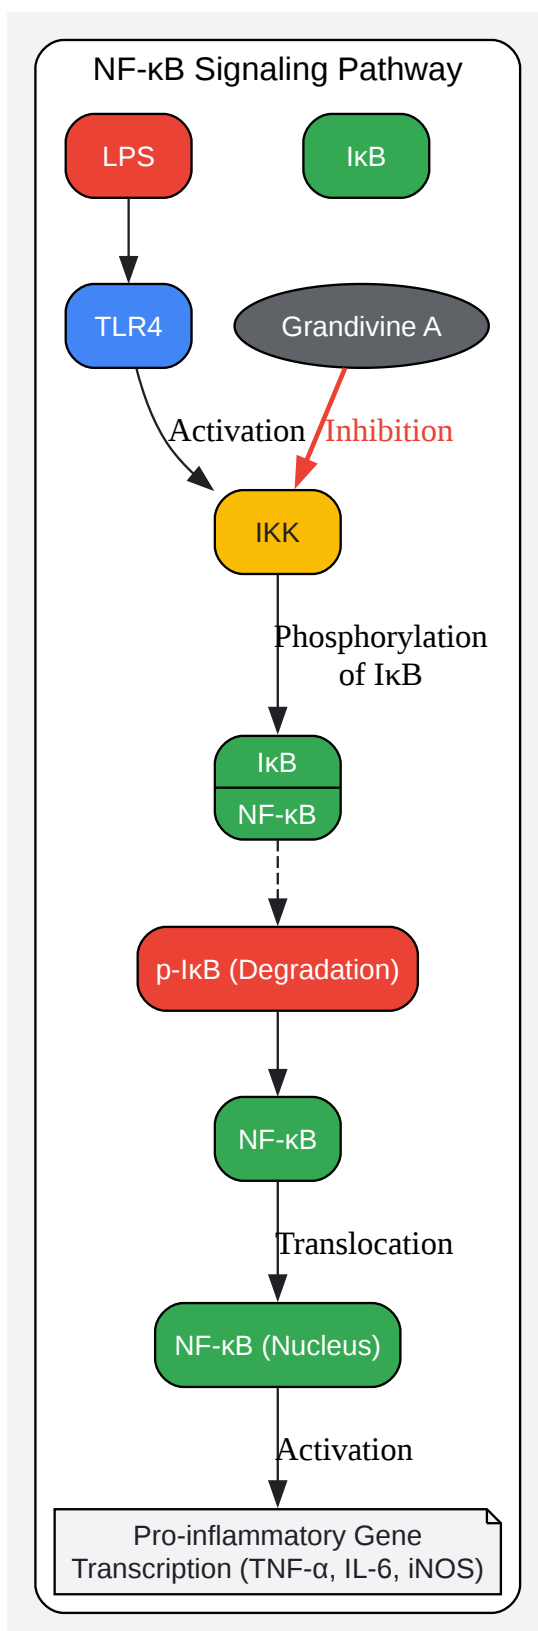 NF-κB Signaling Pathway
LPS
IκB
TLR4
Grandivine A
Activation
Inhibition
IKK
Phosphorylation
of IκB
IκB
NF-κB
p-IκB (Degradation)
NF-κB
Translocation
NF-κB (Nucleus)
Activation
Pro-inflammatory Gene
Transcription (TNF-α, IL-6, iNOS)